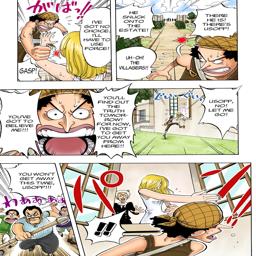 THERE
HE IS!
THERE'S
USOPP!
HE
SNUCK
ONTO
THE
ESTATE!
UH-OH!
THE
VILLAGERS!!
がばっ!!
I'VE
GOT NO
CHOICE.
I'LL
HAVE TO
USE
FORCE!
GASP!
USOPP,
NO!
LET ME
GO!
YOU'LL
FIND OUT
THE
TRUTH
TOMOR-
ROW!
FOR NOW,
I'VE GOT
TO GET
YOU AWAY
FROM
HERE!!!
YOU'VE
GOT TO
BELIEVE
ME!!!
YOU WON'T
GET AWAY
THIS TIME,
USOPP!!!
!!